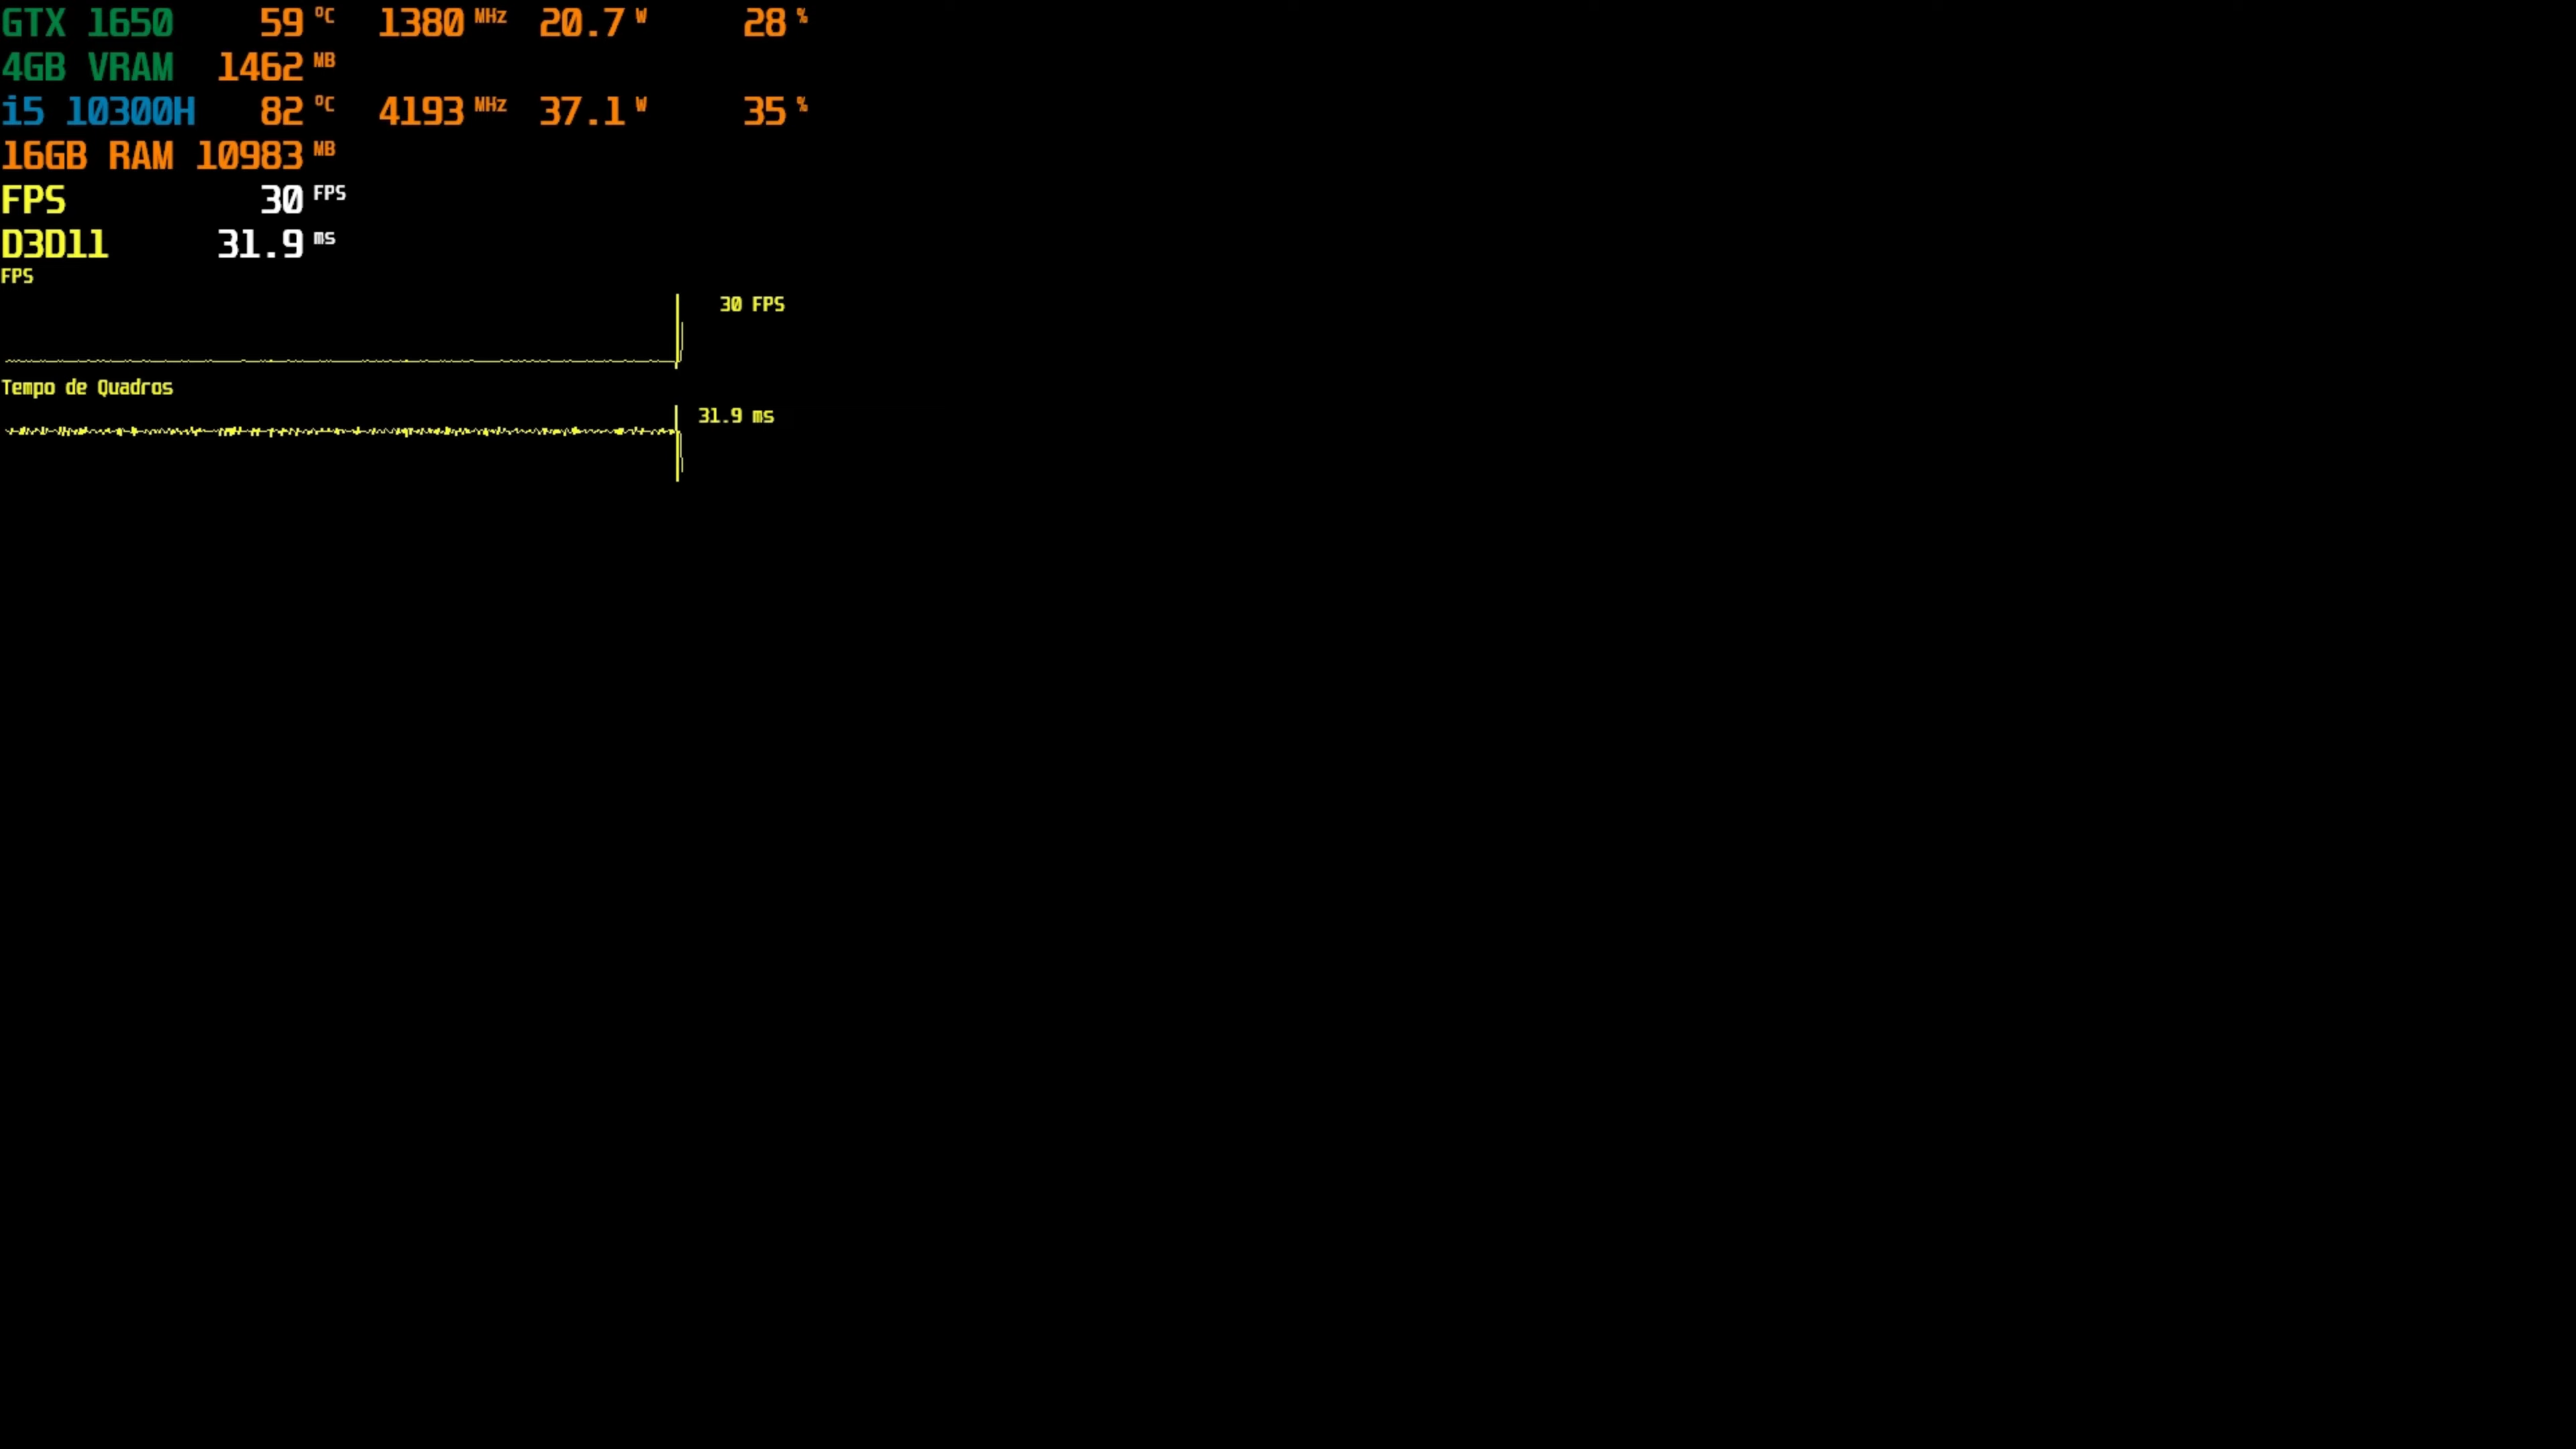 GTX 1650 59 °C 1380 MHz 20.7 W 28 %
4GB VRAM 1462 MB
i5 10300H 82 °C 4193 MHz 37.1 W 35 %
16GB RAM 10983 MB
FPS 30 FPS
D3D11 31.9 ms
FPS
30 FPS
Tempo de Quadros
31.9 ms